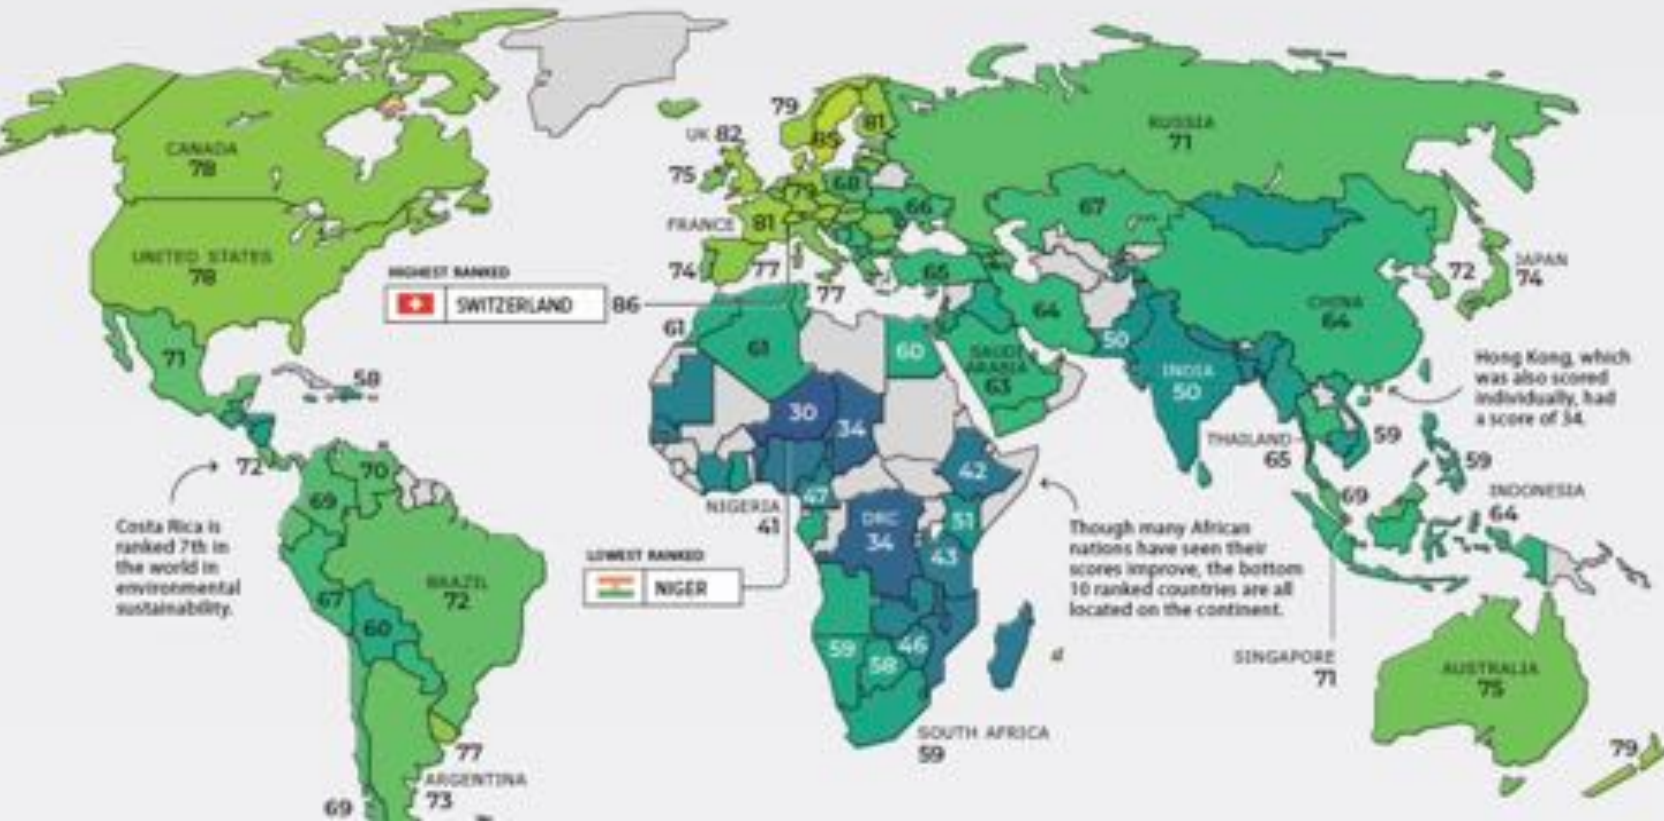 CANADA
78
UNITED STATES
78
71
58
72
Costa Rica is
ranked 7th in
the world in
environmental
sustainability.
70
69
67
60
BRAZIL
72
77
ARGENTINA
73
69
HIGHEST RANKED
SWITZERLAND
86
LOWEST RANKED
NIGER
UK 82
75
79
85
81
79
68
66
FRANCE
81
74
77
77
65
61
61
60
30
34
NIGERIA
41
47
42
DRC
34
51
43
59
58
46
SOUTH AFRICA
59
SAUDI
ARABIA
63
64
50
INDIA
50
RUSSIA
71
67
CHINA
64
72
JAPAN
74
Hong Kong, which
was also scored
individually, had
a score of 34.
THAILAND
65
59
59
69
INDONESIA
64
Though many African
nations have seen their
scores improve, the bottom
10 ranked countries are all
located on the continent.
SINGAPORE
71
AUSTRALIA
75
79